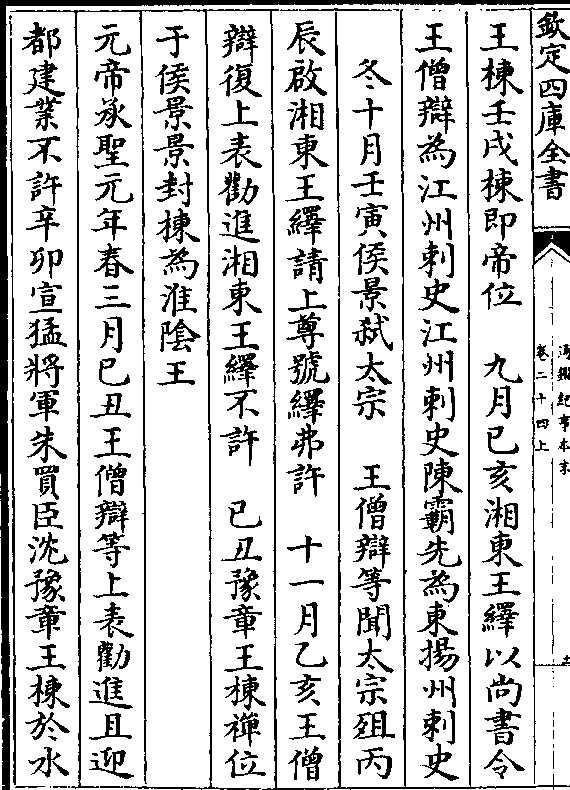 欽定四庫全書
通鑑紀事本末
卷二十四上
王棟壬戌棟即帝位　九月己亥湘東王繹以尚書令
王僧辯為江州刺史江州刺史陳霸先為東揚州刺史
冬十月壬寅侯景弑太宗　王僧辯等聞太宗殂丙
辰啟湘東王繹請上尊號繹弗許　十一月乙亥王僧
辯復上表勸進湘東王繹不許　己丑豫章王棟禪位
于侯景景封棟為淮陰王
元帝承聖元年春三月己丑王僧辯等上表勸進且迎
都建業不許辛卯宣猛將軍朱買臣沈豫章王棟於水